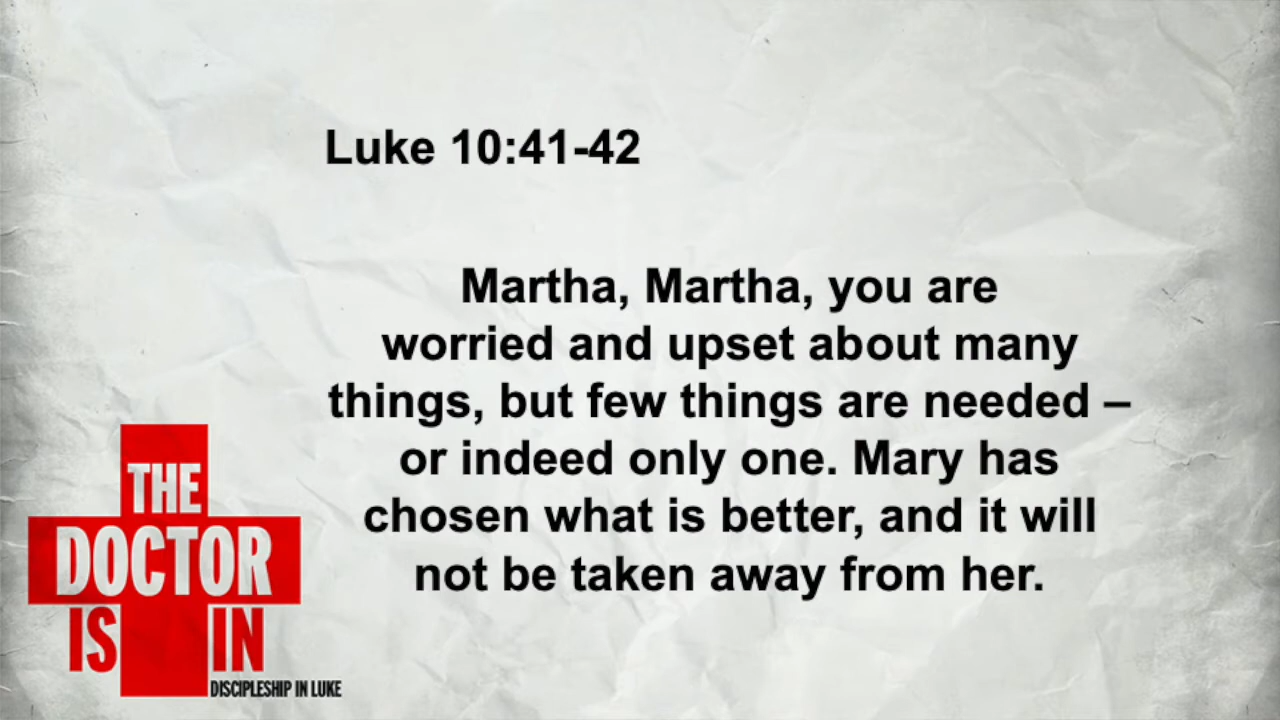 Luke 10:41-42
Martha, Martha, you are
worried and upset about many
things, but few things are needed –
or indeed only one. Mary has
chosen what is better, and it will
not be taken away from her.
THE
DOCTOR
IS IN
DISCIPLESHIP IN LUKE